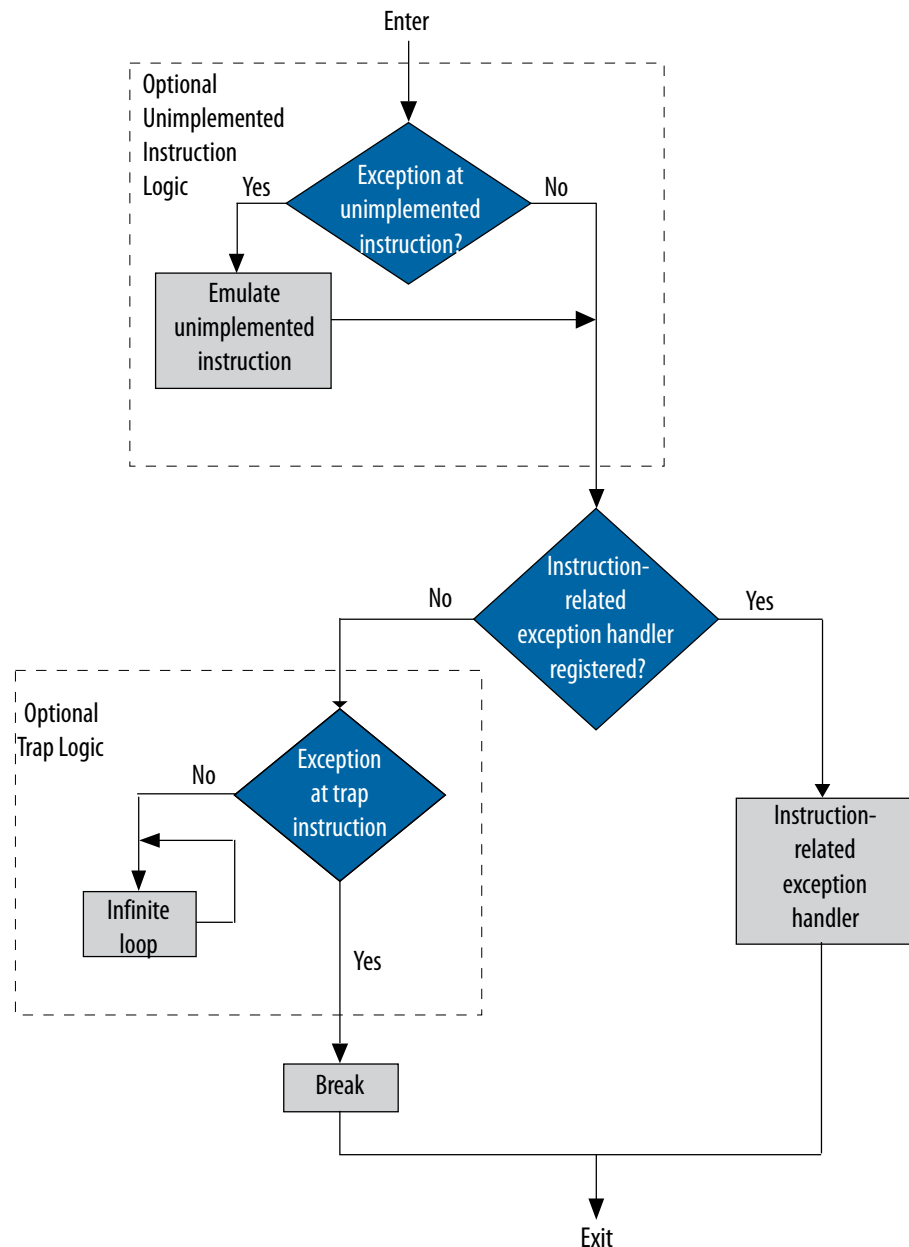 Enter
Optional
Unimplemented
Instruction
Logic
Yes
Exception at
unimplemented
instruction?
No
Emulate
unimplemented
instruction
Instruction-
related
exception handler
registered?
No
Yes
Optional
Trap Logic
No
Exception
at trap
instruction
Instruction-
related
exception
handler
Infinite
loop
Yes
Break
Exit